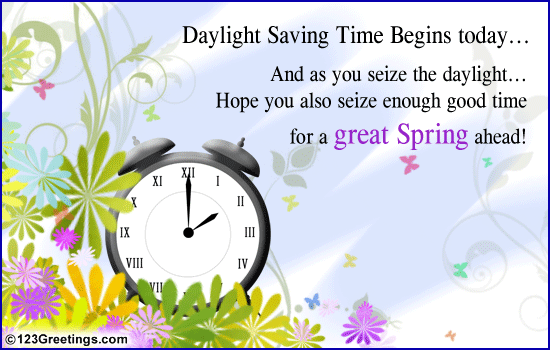 Daylight Saving Time Begins today...
And as you seize the daylight...
Hope you also seize enough good time
for a great Spring ahead!
XII
XI
I
X
IX
III
VIII
IV
VII
©123Greetings.com